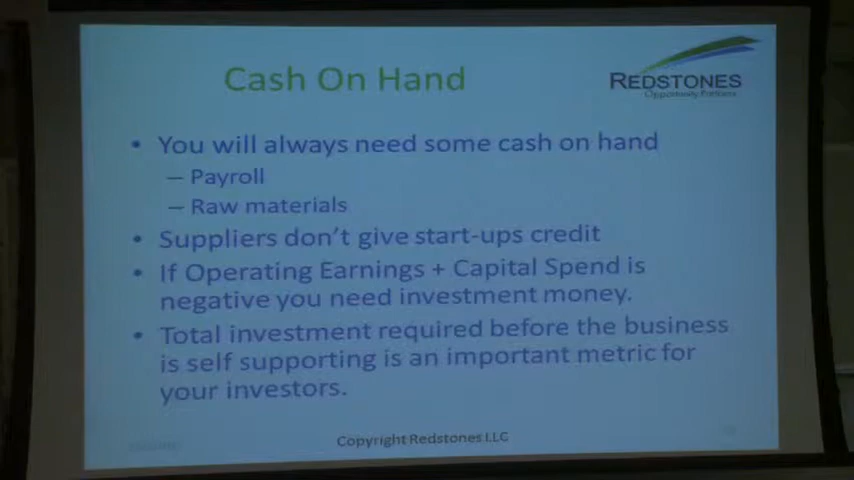 Cash On Hand
REDSTONES
Opportunity Partners
• You will always need some cash on hand
– Payroll
– Raw materials
• Suppliers don't give start-ups credit
• If Operating Earnings + Capital Spend is
negative you need investment money.
• Total investment required before the business
is self supporting is an important metric for
your investors.
Copyright Redstones LLC